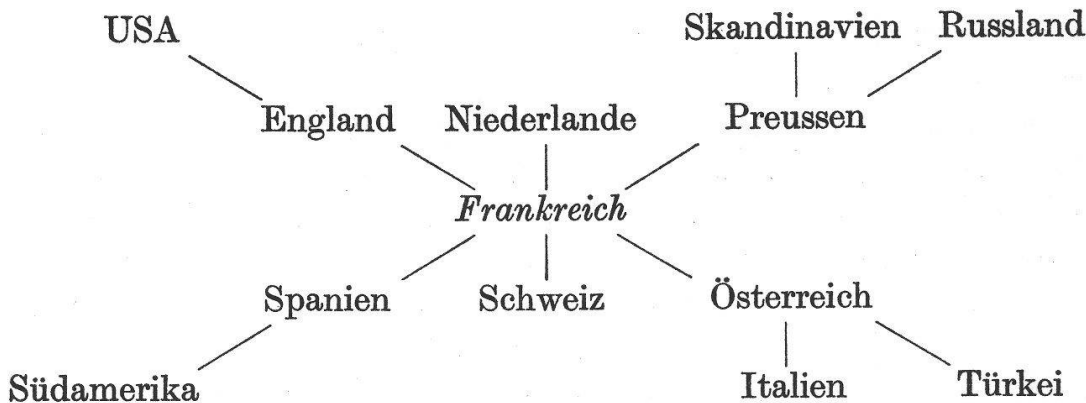 USA Skandinavien Russland
England Niederlande Preussen
Frankreich
Spanien Schweiz Österreich
Südamerika Italien Türkei